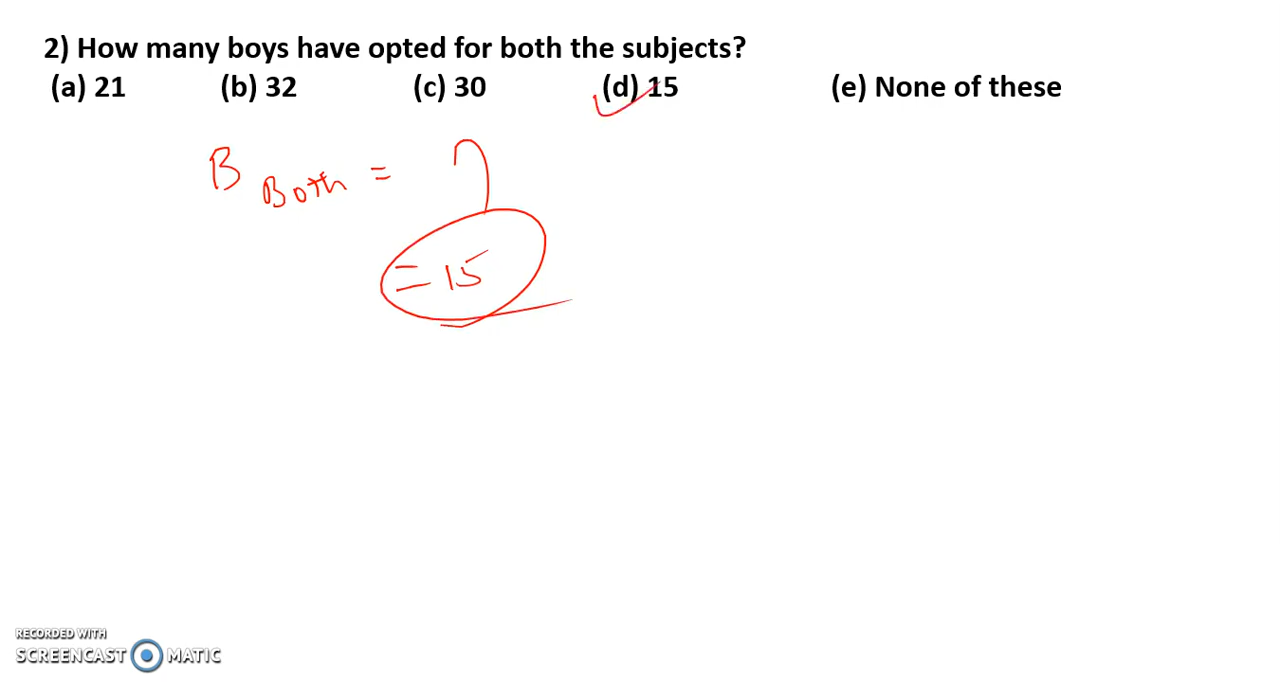 2) How many boys have opted for both the subjects?
(a) 21 (b) 32 (c) 30 (d) 15 (e) None of these
B Both = ?
= 15
RECORDED WITH
SCREENCAST MATIC